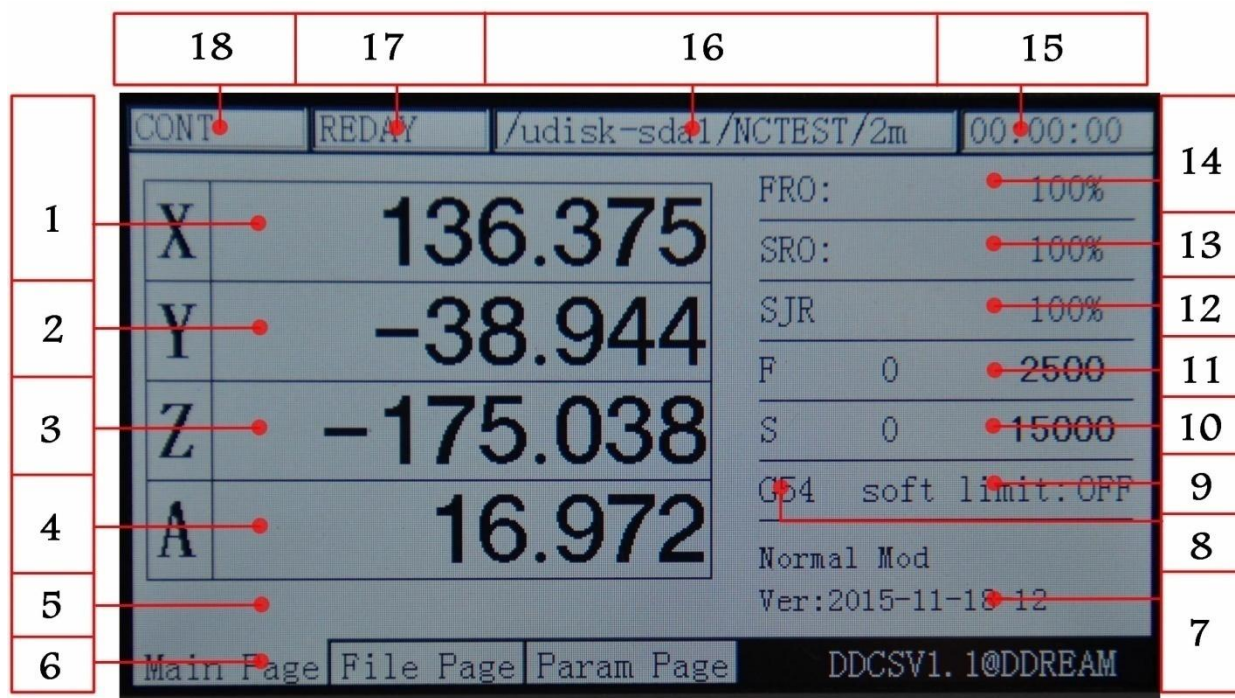 18 17 16 15
CONT REDAY /udisk-sda1/NCTEST/2m 00:00:00
14
FRO: 100%
1
X 136.375
13
SRO: 100%
2
Y -38.944
12
SJR 100%
11
F 0 2500
3
Z -175.038
10
S 0 15000
9
G54 soft limit:OFF
4
A 16.972
8
Normal Mod
5
Ver:2015-11-18-12
7
6
Main Page File Page Param Page DDCSV1.1@DDREAM